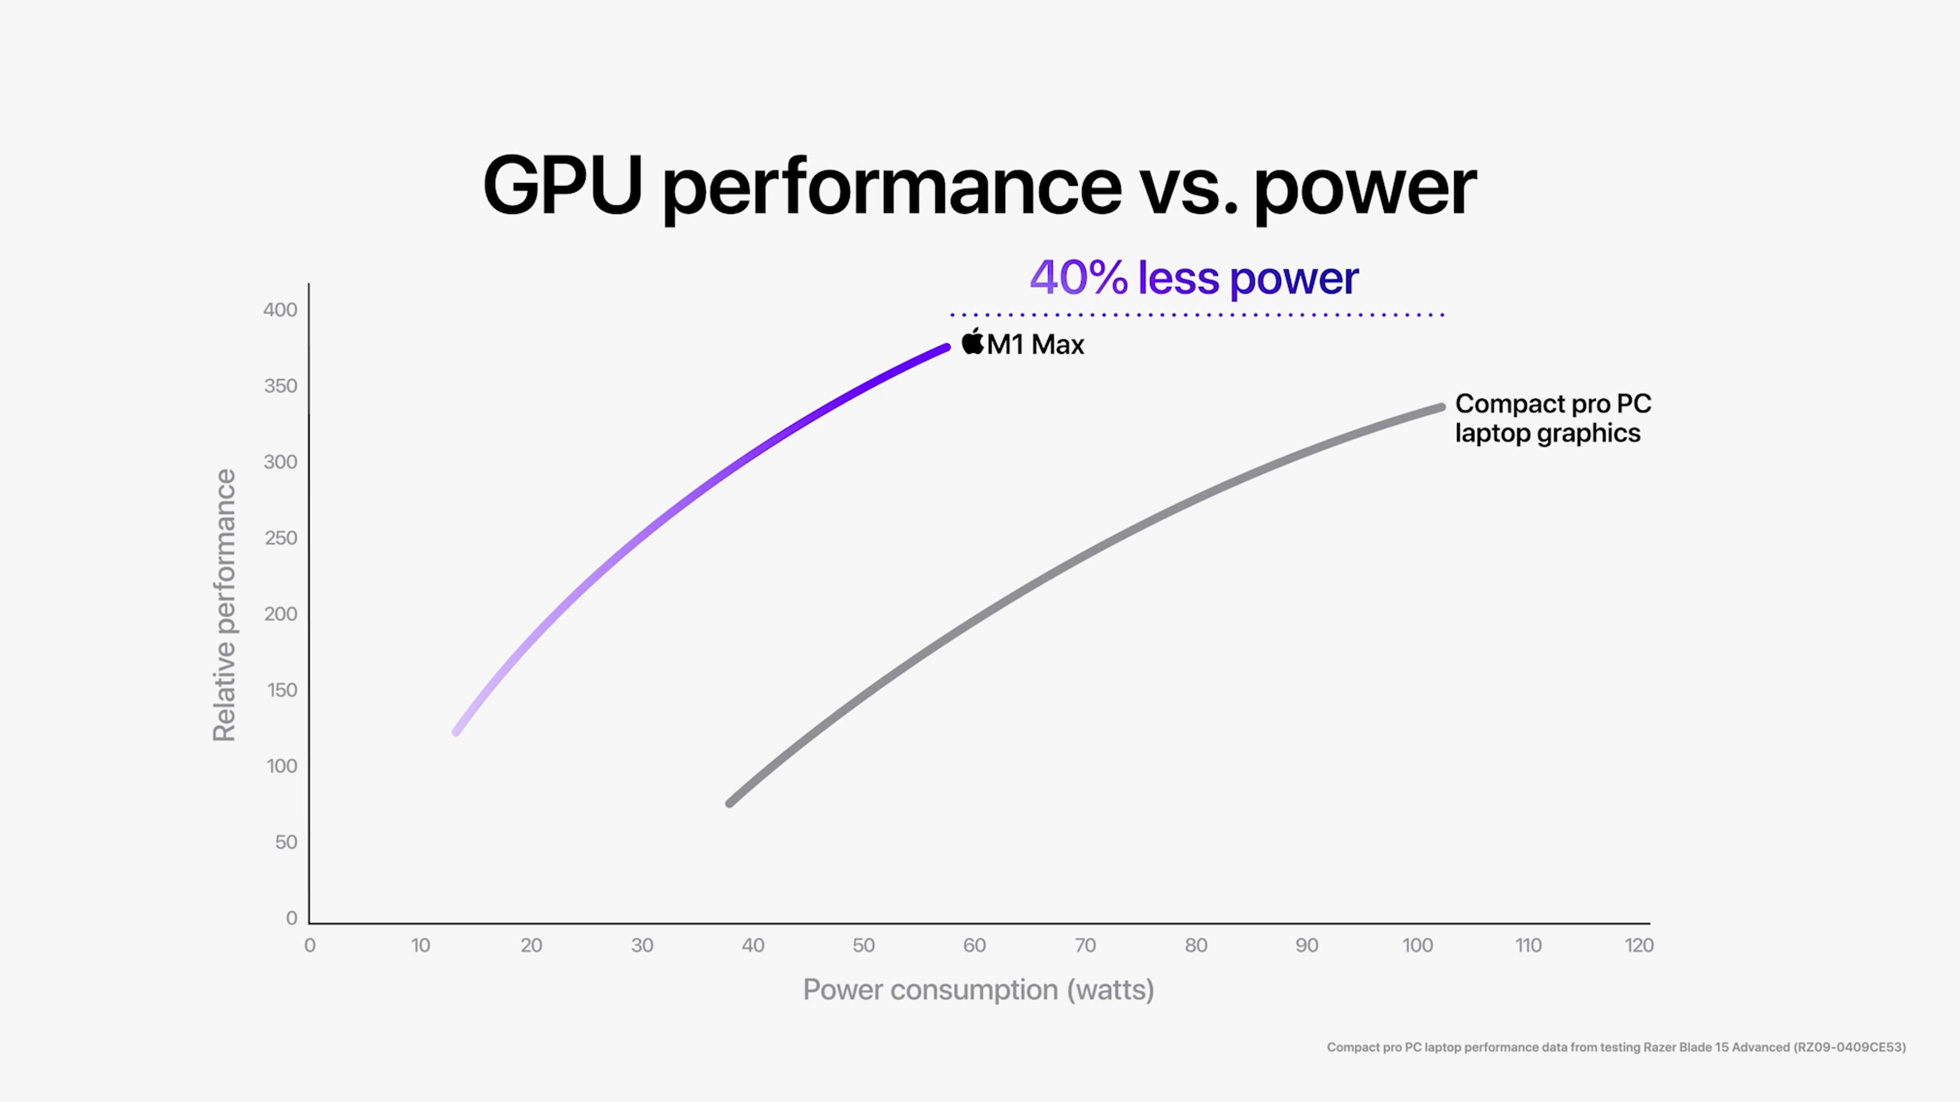 GPU performance vs. power
40% less power
M1 Max
Compact pro PC
laptop graphics
Relative performance
400
350
300
250
200
150
100
50
0
0 10 20 30 40 50 60 70 80 90 100 110 120
Power consumption (watts)
Compact pro PC laptop performance data from testing Razer Blade 15 Advanced (RZ09-0409CE53)